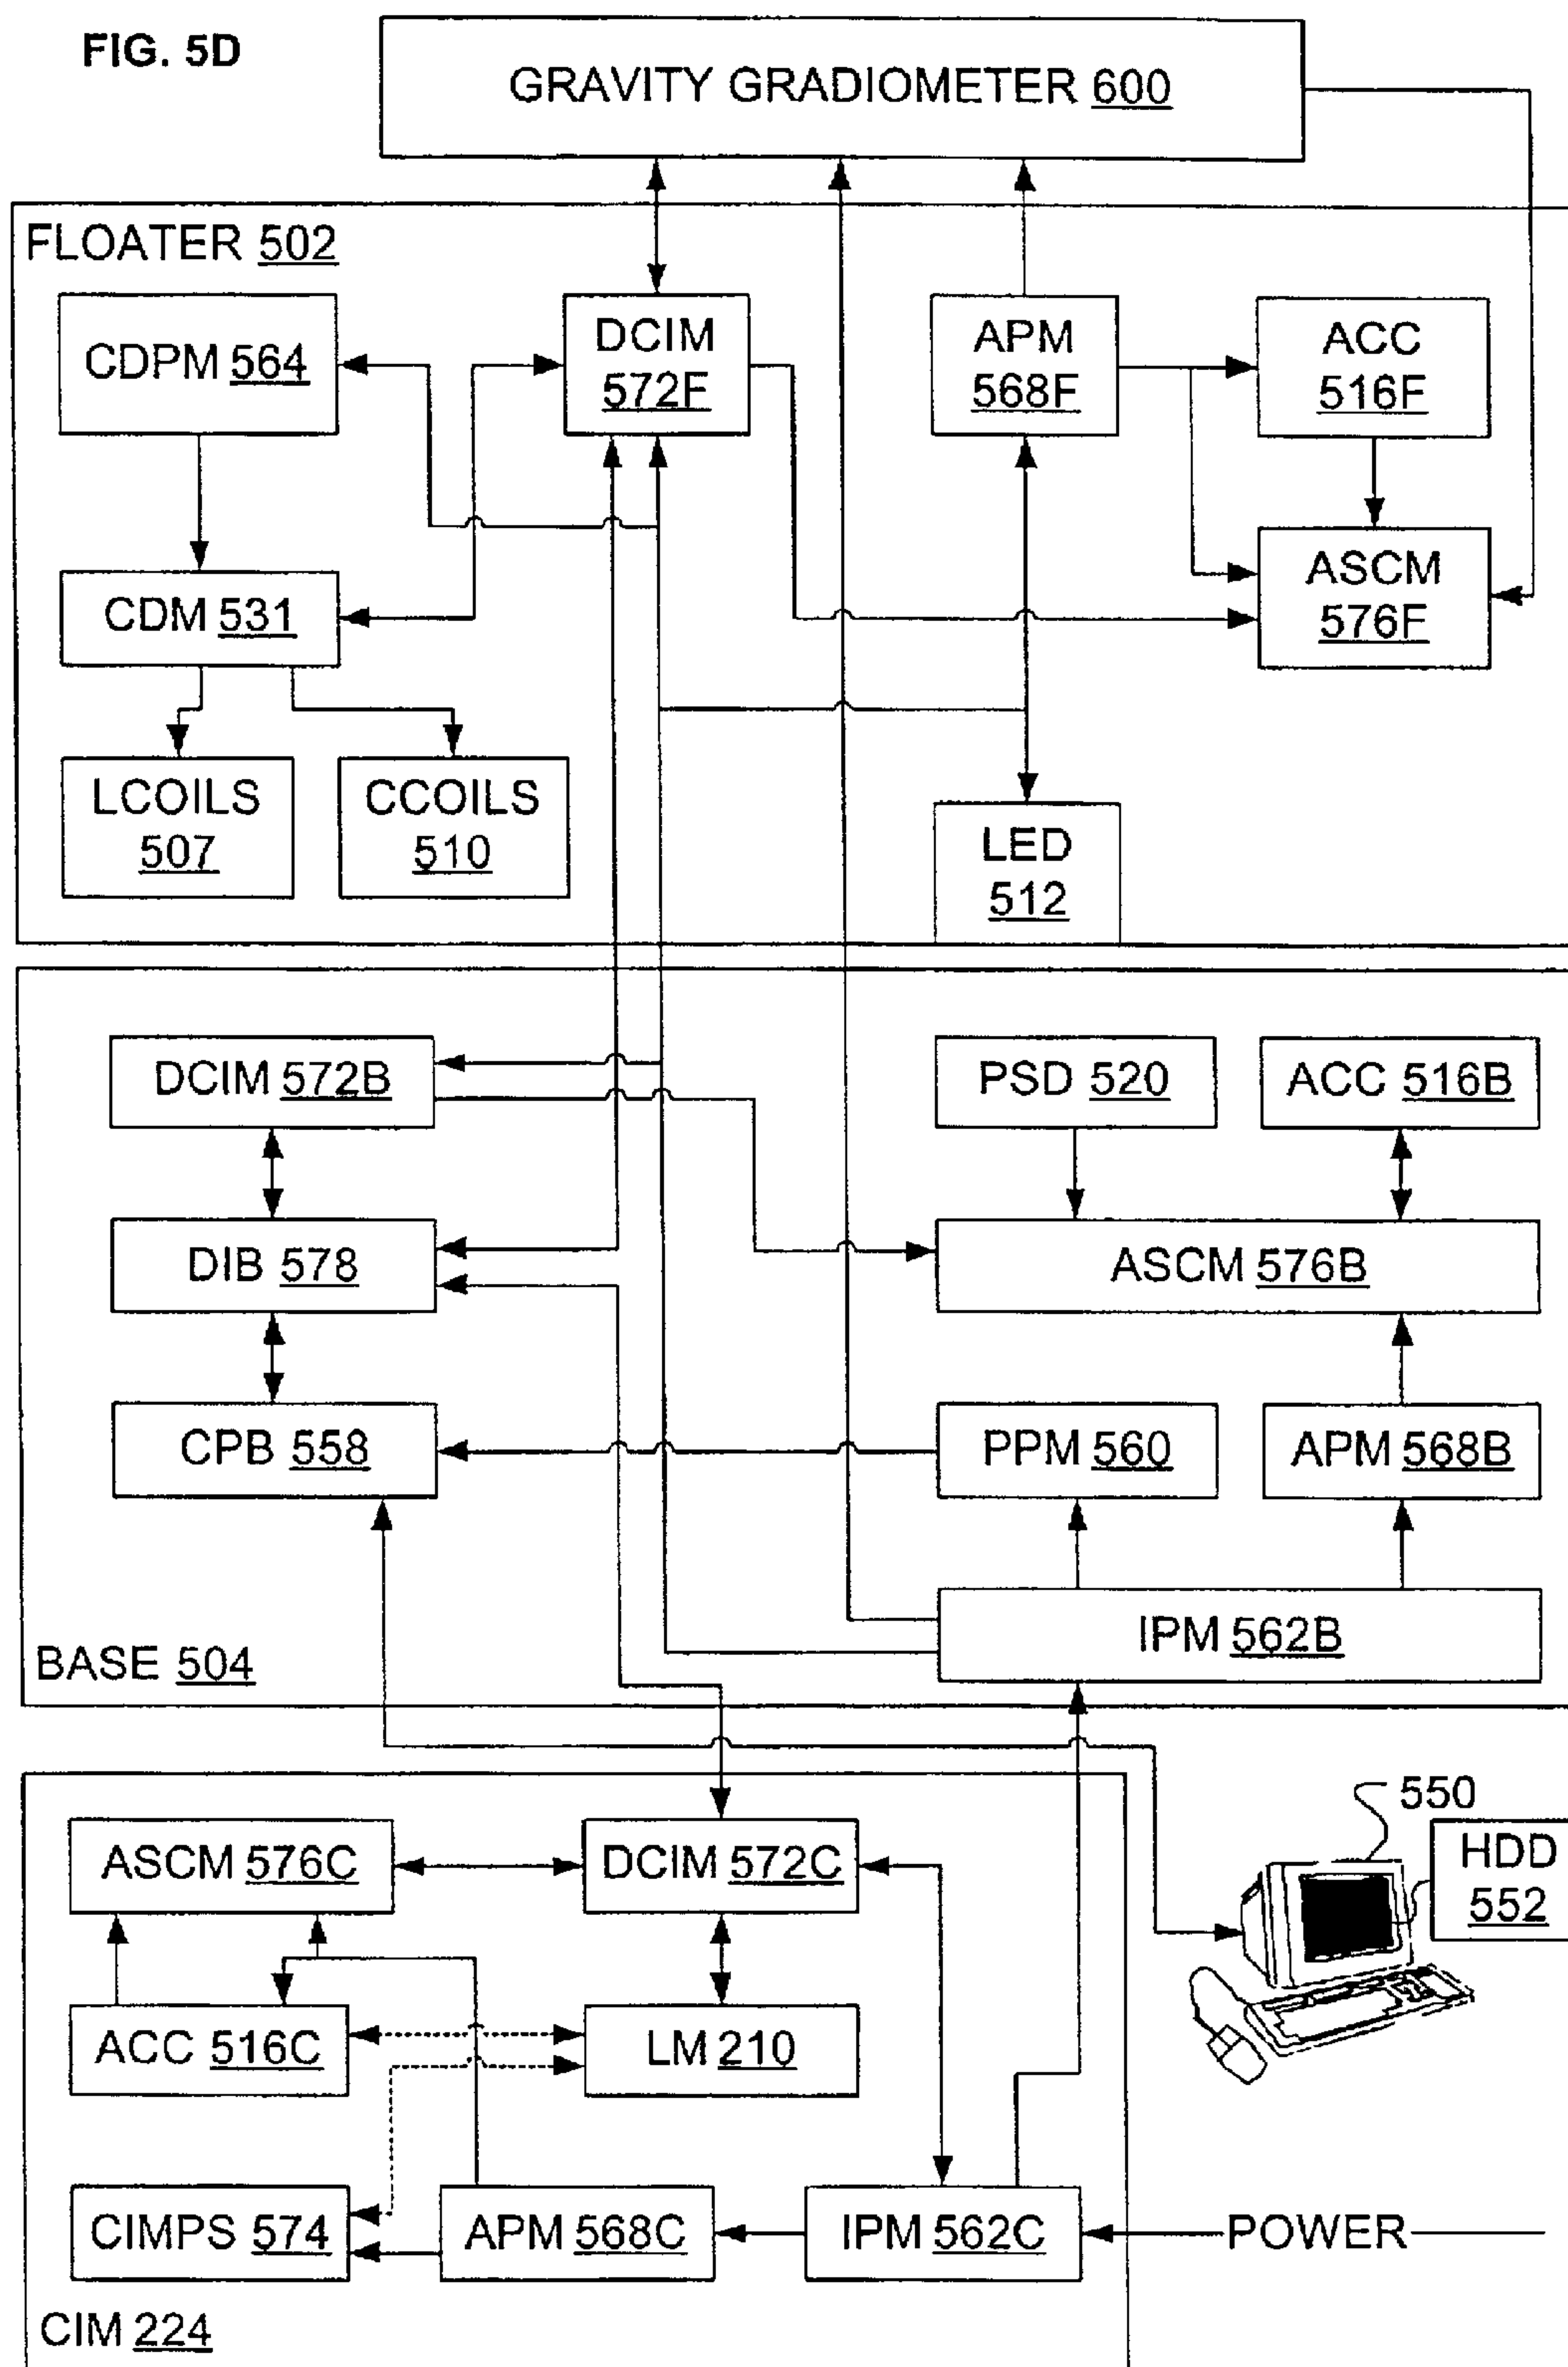 FIG. 5D
GRAVITY GRADIOMETER 600
FLOATER 502
CDPM 564
DCIM
572F
APM
568F
ACC
516F
CDM 531
ASCM
576F
LCOILS
507
CCOILS
510
LED
512
DCIM 572B
PSD 520
ACC 516B
DIB 578
ASCM 576B
CPB 558
PPM 560
APM 568B
IPM 562B
BASE 504
550
HDD
552
ASCM 576C
DCIM 572C
ACC 516C
LM 210
CIMPS 574
APM 568C
IPM 562C
POWER
CIM 224